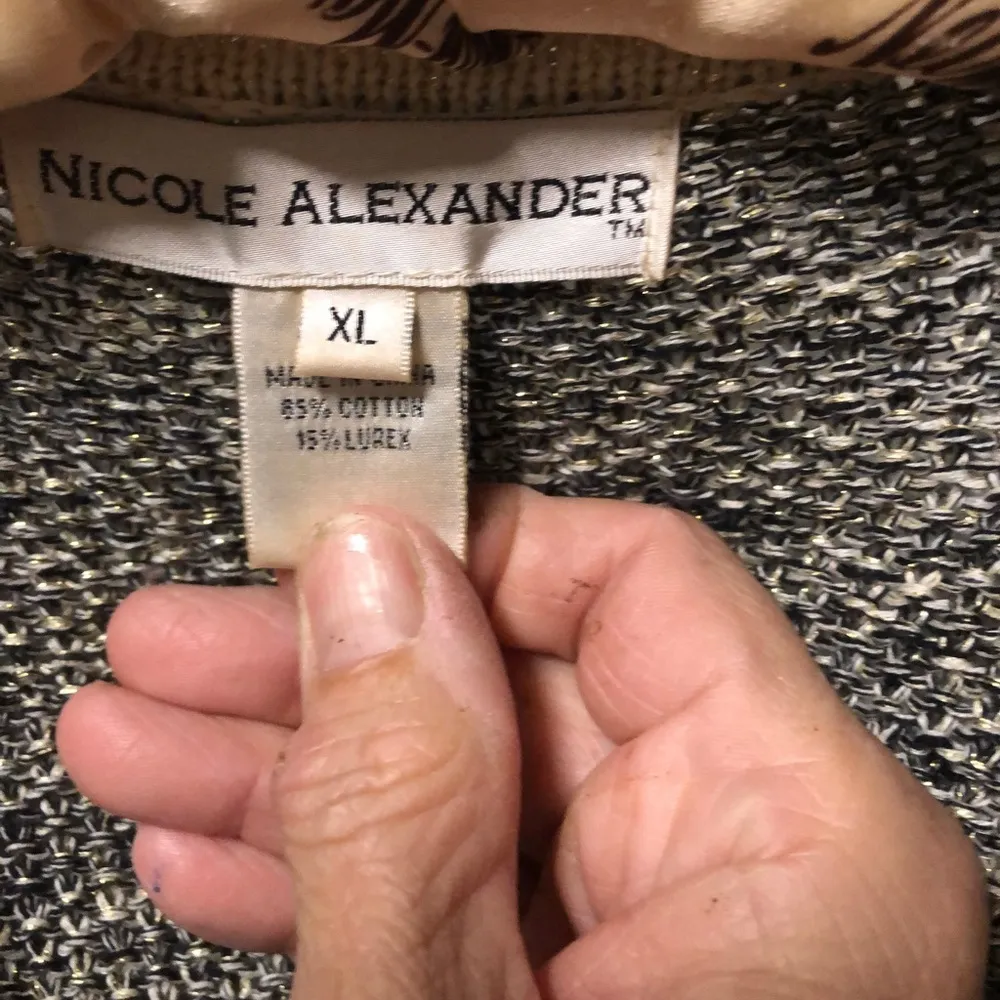 NICOLE ALEXANDER
TM
XL
MADE IN CHINA
85% COTTON
15% LUREX